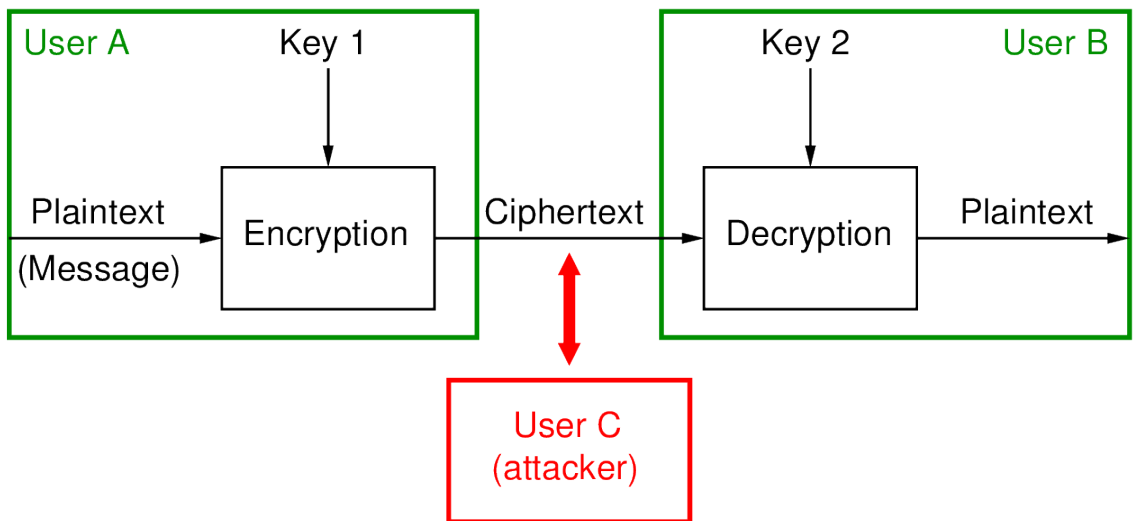 User A
Key 1
Key 2
User B
Plaintext
(Message)
Encryption
Ciphertext
Decryption
Plaintext
User C
(attacker)